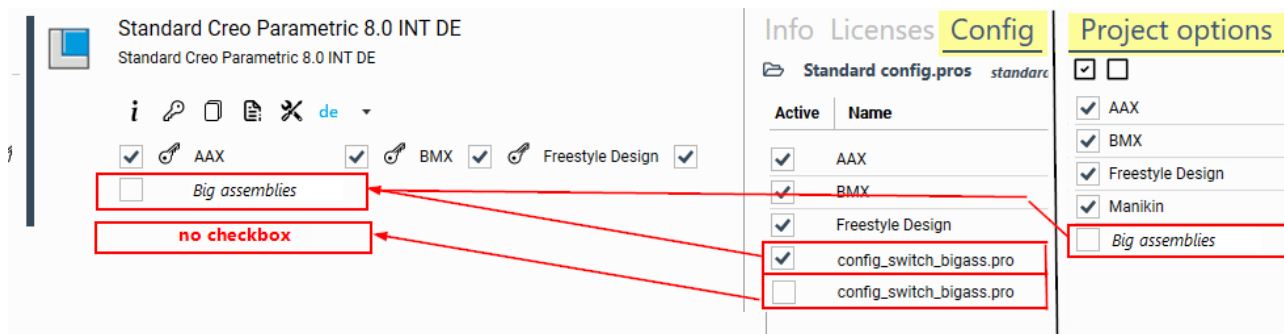 Standard Creo Parametric 8.0 INT DE
Standard Creo Parametric 8.0 INT DE
i de
AAX BMX Freestyle Design
Big assemblies
no checkbox
Info Licenses Config
Standard config.pros standard
Active Name
AAX
BMX
Freestyle Design
config_switch_bigass.pro
config_switch_bigass.pro
Project options
AAX
BMX
Freestyle Design
Manikin
Big assemblies